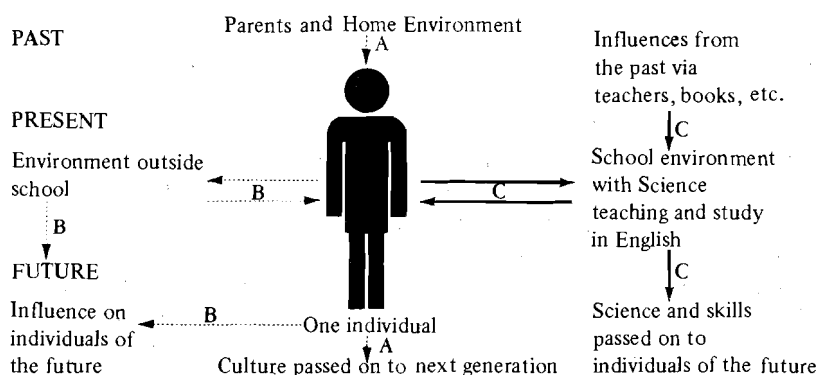 PAST
Parents and Home Environment
A
Influences from
the past via
teachers, books, etc.
C
PRESENT
Environment outside
school
B
B
C
School environment
with Science
teaching and study
in English
C
FUTURE
Influence on
individuals of
the future
B
One individual
A
Culture passed on to next generation
Science and skills
passed on to
individuals of the future